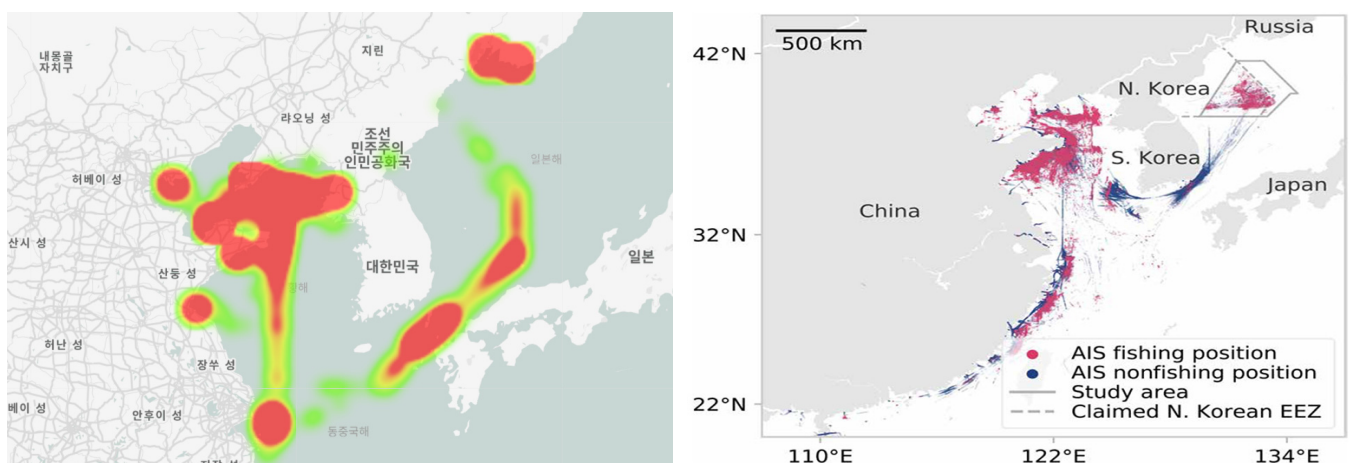 내몽골
자치구
지린
랴오닝 성
조선
민주주의
인민공화국
일본해
허베이 성
산시 성
대한민국
일본
산둥 성
해
허난 성
장쑤 성
베이 성
안후이 성
동중국해
500 km
Russia
N. Korea
S. Korea
Japan
China
42°N
32°N
22°N
AIS fishing position
AIS nonfishing position
Study area
Claimed N. Korean EEZ
110°E
122°E
134°E